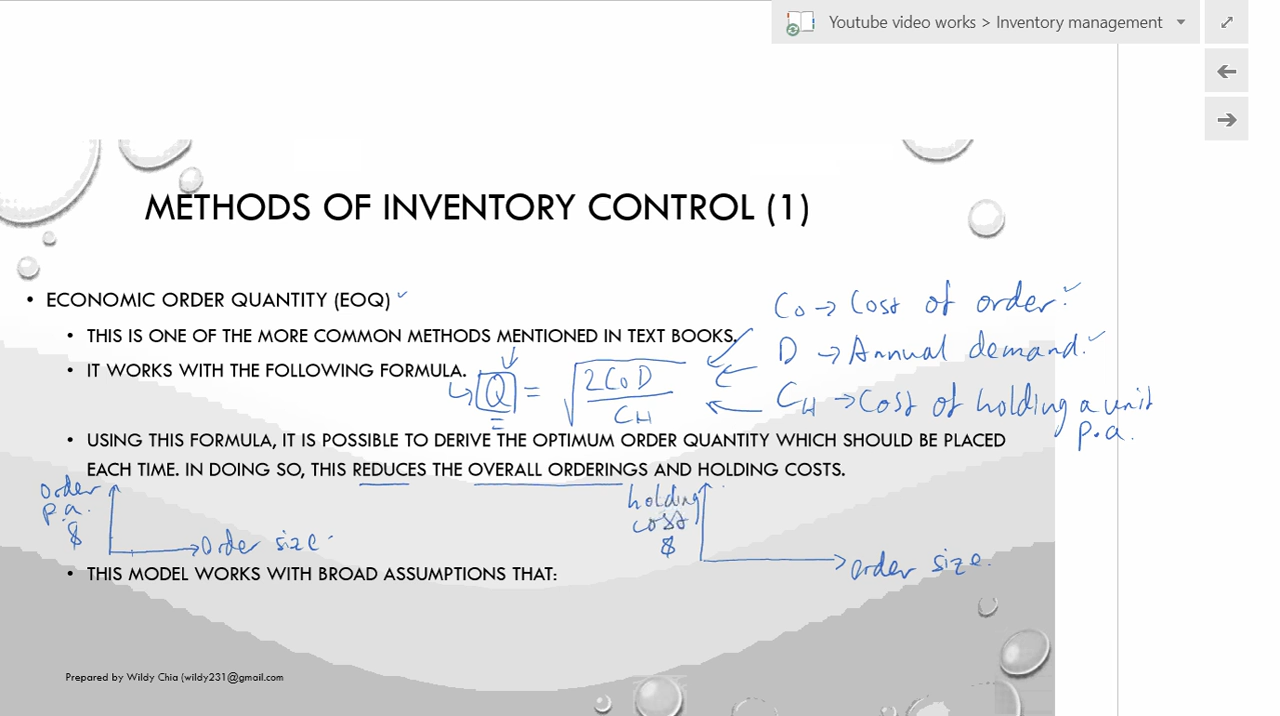 Youtube video works > Inventory management
METHODS OF INVENTORY CONTROL (1)
• ECONOMIC ORDER QUANTITY (EOQ)
Co → Cost of order.
• THIS IS ONE OF THE MORE COMMON METHODS MENTIONED IN TEXT BOOKS.
D → Annual demand.
• IT WORKS WITH THE FOLLOWING FORMULA.
Q = √(2CoD / CH)
CH → Cost of holding a unit
p.a.
• USING THIS FORMULA, IT IS POSSIBLE TO DERIVE THE OPTIMUM ORDER QUANTITY WHICH SHOULD BE PLACED
EACH TIME. IN DOING SO, THIS REDUCES THE OVERALL ORDERINGS AND HOLDING COSTS.
Order
p.a.
$
Order size.
holding
cost
$
order size.
• THIS MODEL WORKS WITH BROAD ASSUMPTIONS THAT:
Prepared by Wildy Chia (wildy231@gmail.com